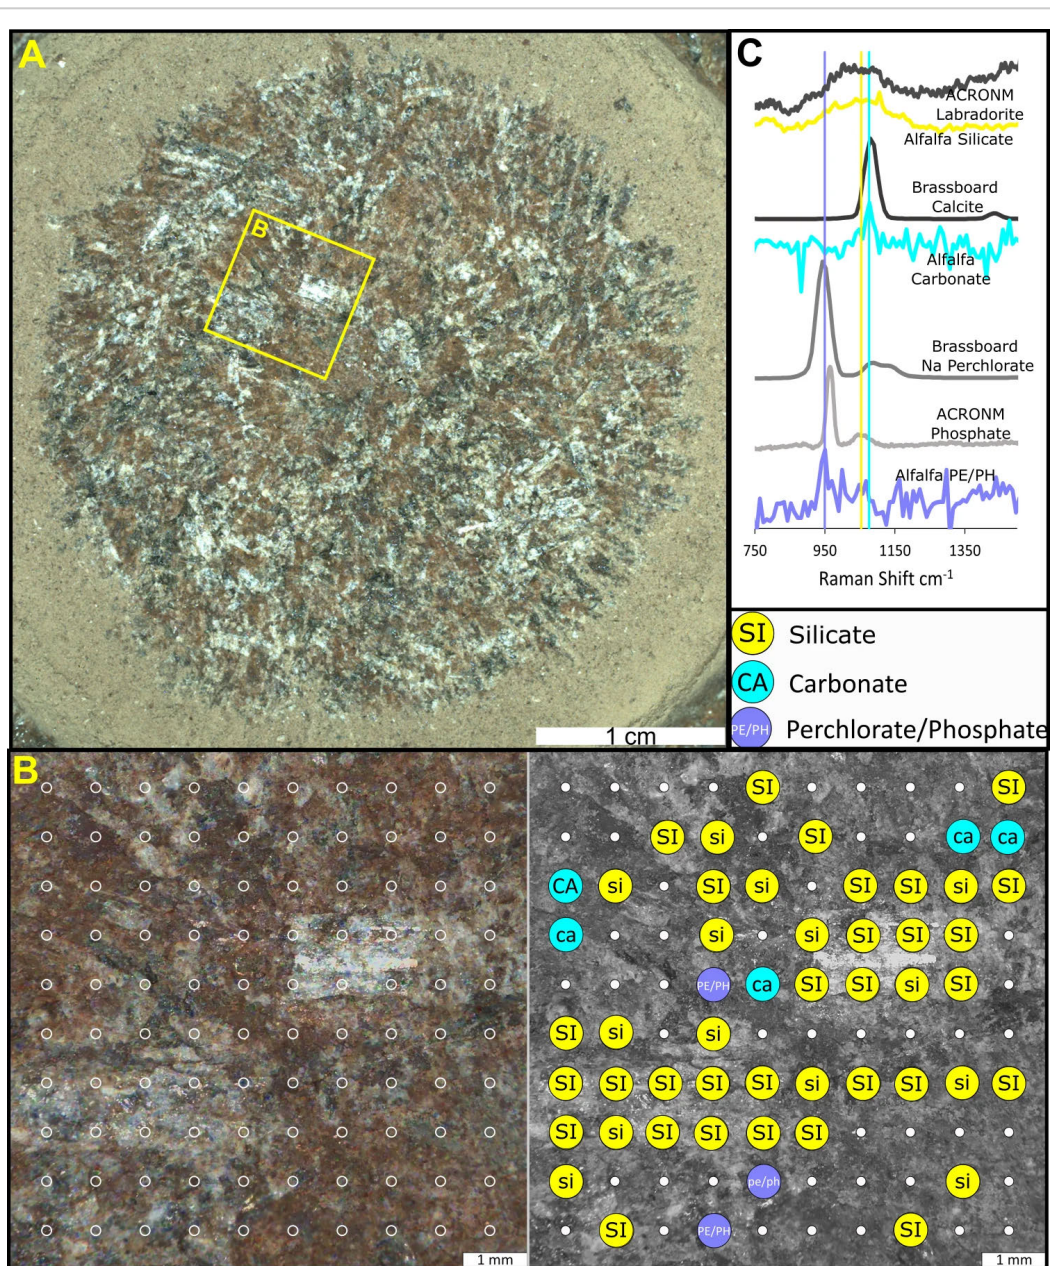 A
B
1 cm
C
ACRONM
Labradorite
Alfalfa Silicate
Brassboard
Calcite
Alfalfa
Carbonate
Brassboard
Na Perchlorate
ACRONM
Phosphate
Alfalfa PE/PH
750 950 1150 1350
Raman Shift cm-1
SI Silicate
CA Carbonate
PE/PH Perchlorate/Phosphate
B
1 mm
SI SI
SI si SI ca ca
CA si SI si SI SI si SI
ca si si SI SI SI
PE/PH ca SI SI si SI
SI si si
SI SI SI SI SI si SI SI si SI
SI si SI SI SI SI
si pe/ph si
SI PE/PH SI
1 mm